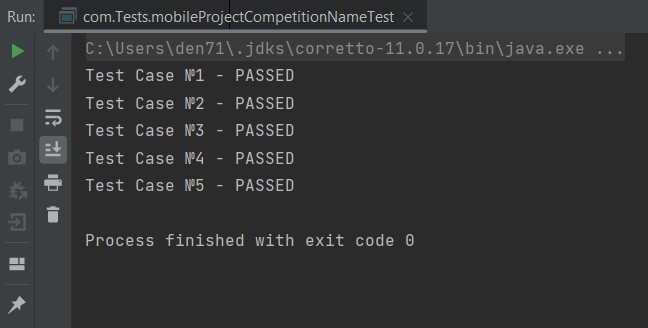 Run: com.Tests.mobileProjectCompetitionNameTest
C:\Users\den71\.jdks\corretto-11.0.17\bin\java.exe ...
Test Case №1 - PASSED
Test Case №2 - PASSED
Test Case №3 - PASSED
Test Case №4 - PASSED
Test Case №5 - PASSED
Process finished with exit code 0